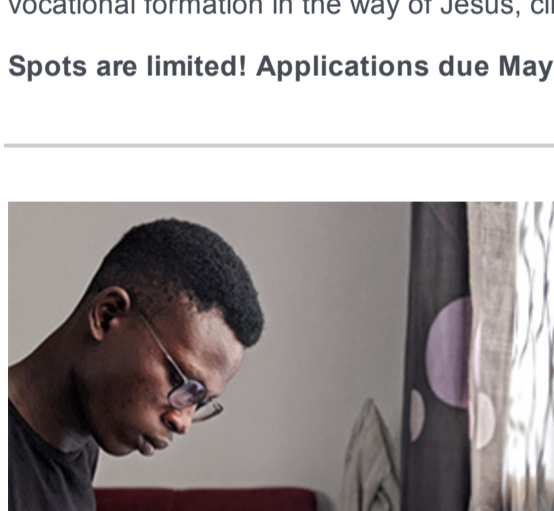 vocational formation in the way of Jesus,
Spots are limited! Applications due May